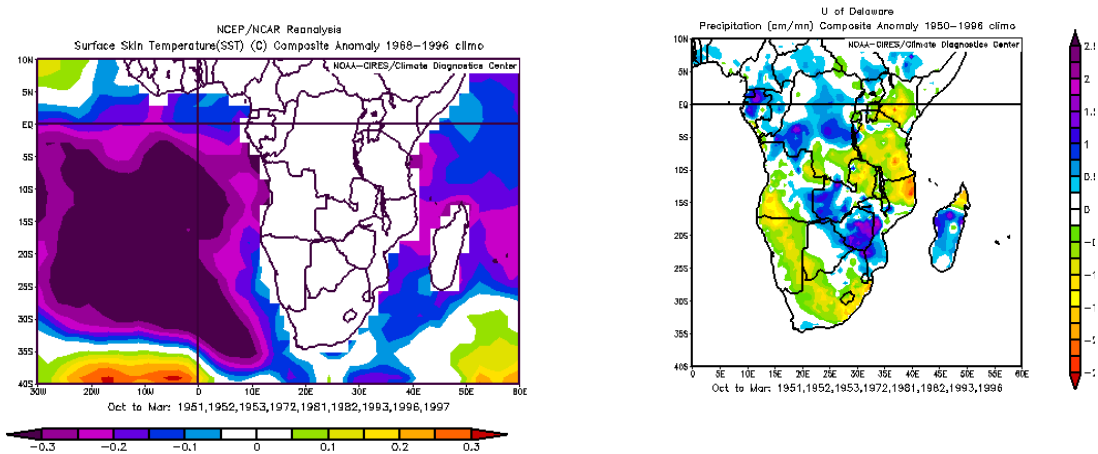 NCEP/NCAR Reanalysis
Surface Skin Temperature(SST) (C) Composite Anomaly 1968-1996 climo
NOAA-CIRES/Climate Diagnostics Center
10N
5N
EQ
5S
10S
15S
20S
25S
30S
35S
40S
30W
20W
10W
0
10E
20E
30E
40E
50E
60E
Oct to Mar: 1951,1952,1953,1972,1981,1982,1993,1996,1997
-0.3 -0.2 -0.1 0 0.1 0.2 0.3
U of Delaware
Precipitation (cm/mn) Composite Anomaly 1950-1996 climo
NOAA-CIRES/Climate Diagnostics Center
10N
5N
EQ
5S
10S
15S
20S
25S
30S
35S
40S
0 5E 10E 15E 20E 25E 30E 35E 40E 45E 50E 55E 60E
Oct to Mar: 1951,1952,1953,1972,1981,1982,1993,1996
2.5
2
1.5
1
0.5
0